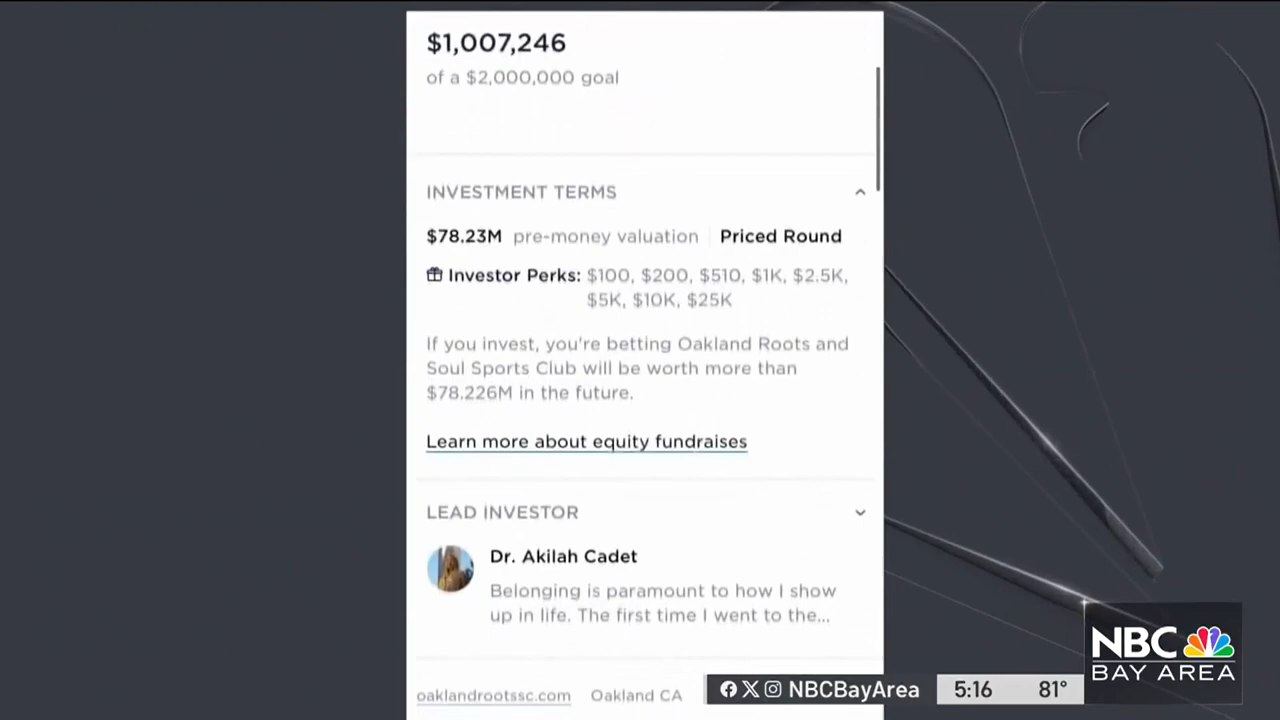 $1,007,246
of a $2,000,000 goal
INVESTMENT TERMS
$78.23M pre-money valuation Priced Round
Investor Perks: $100, $200, $510, $1K, $2.5K,
$5K, $10K, $25K
If you invest, you're betting Oakland Roots and
Soul Sports Club will be worth more than
$78.226M in the future.
Learn more about equity fundraises
LEAD INVESTOR
Dr. Akilah Cadet
Belonging is paramount to how I show
up in life. The first time I went to the...
oaklandrootssc.com Oakland CA
NBCBayArea
5:16 81°
NBC
BAY AREA